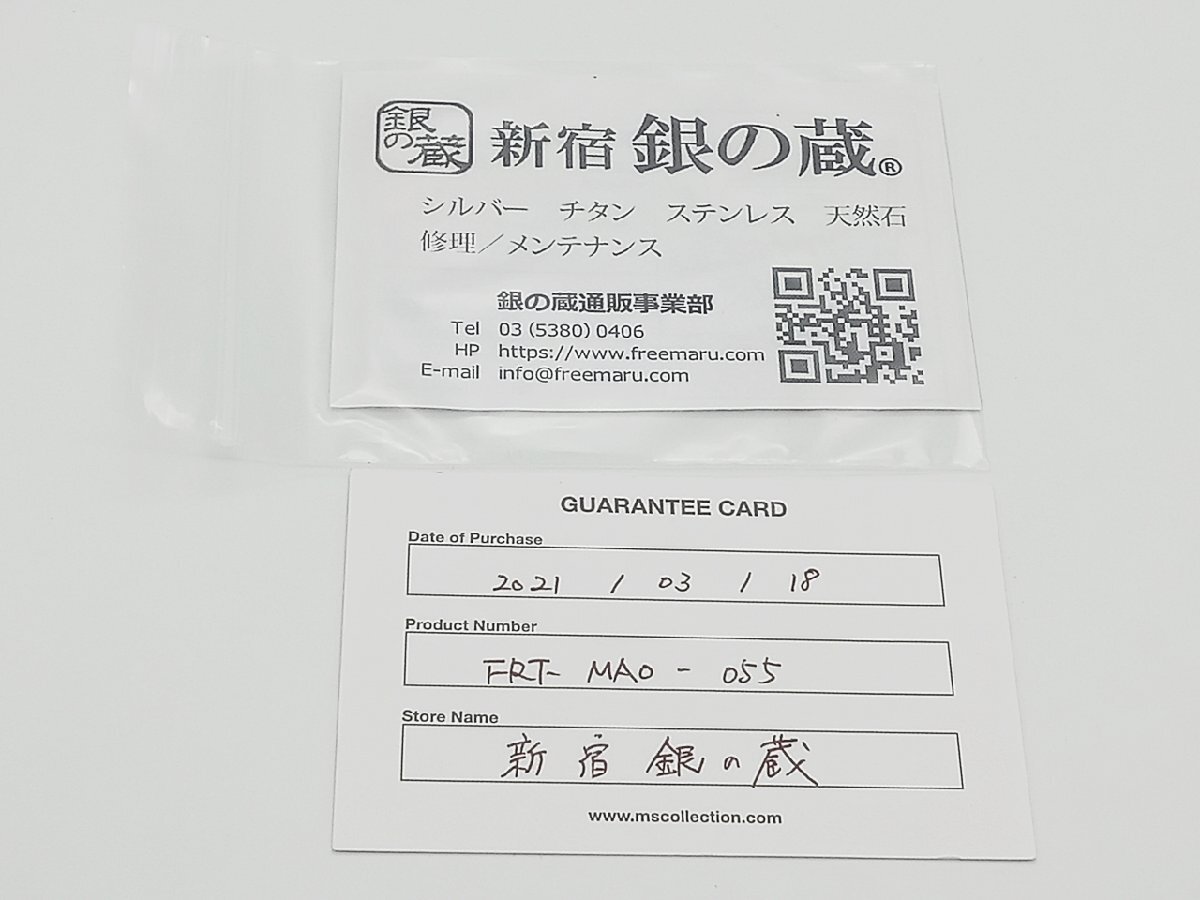 銀の蔵
新宿 銀の蔵®
シルバー チタン ステンレス 天然石
修理／メンテナンス
銀の蔵通販事業部
Tel 03 (5380) 0406
HP https://www.freemaru.com
E-mail info@freemaru.com
GUARANTEE CARD
Date of Purchase
2021 / 03 / 18
Product Number
FRT- MAO - 055
Store Name
新宿 銀の蔵
www.mscollection.com